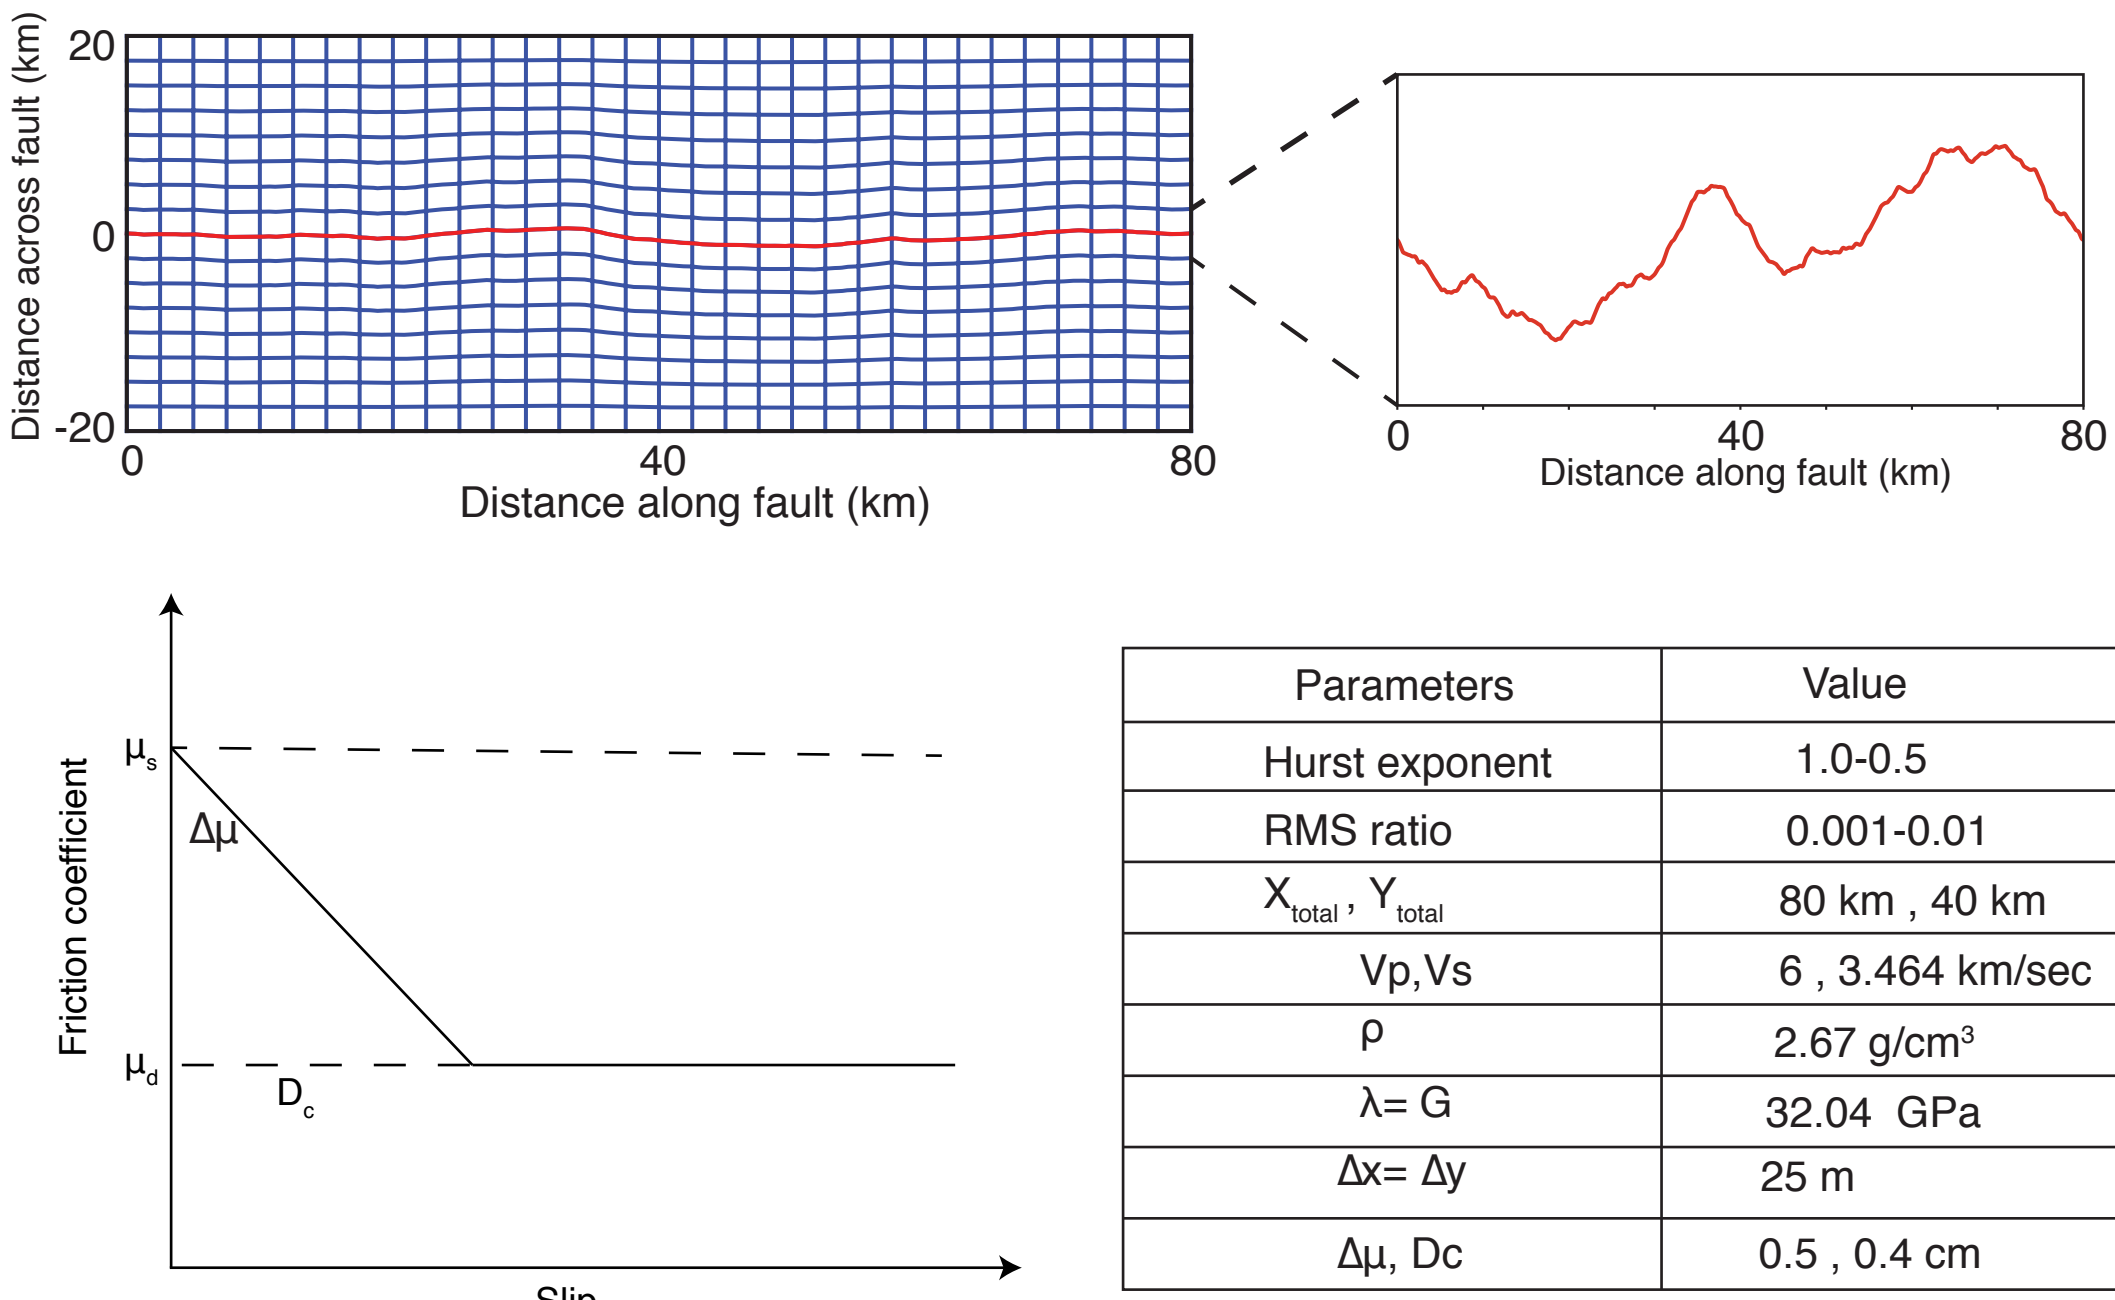 Distance across fault (km)
20
0
-20
0
40
80
Distance along fault (km)
0
40
80
Distance along fault (km)
Friction coefficient
μs
Δμ
μd
Dc
Slip
Parameters Value
Hurst exponent 1.0-0.5
RMS ratio 0.001-0.01
Xtotal , Ytotal 80 km , 40 km
Vp,Vs 6 , 3.464 km/sec
ρ 2.67 g/cm³
λ= G 32.04 GPa
Δx= Δy 25 m
Δμ, Dc 0.5 , 0.4 cm